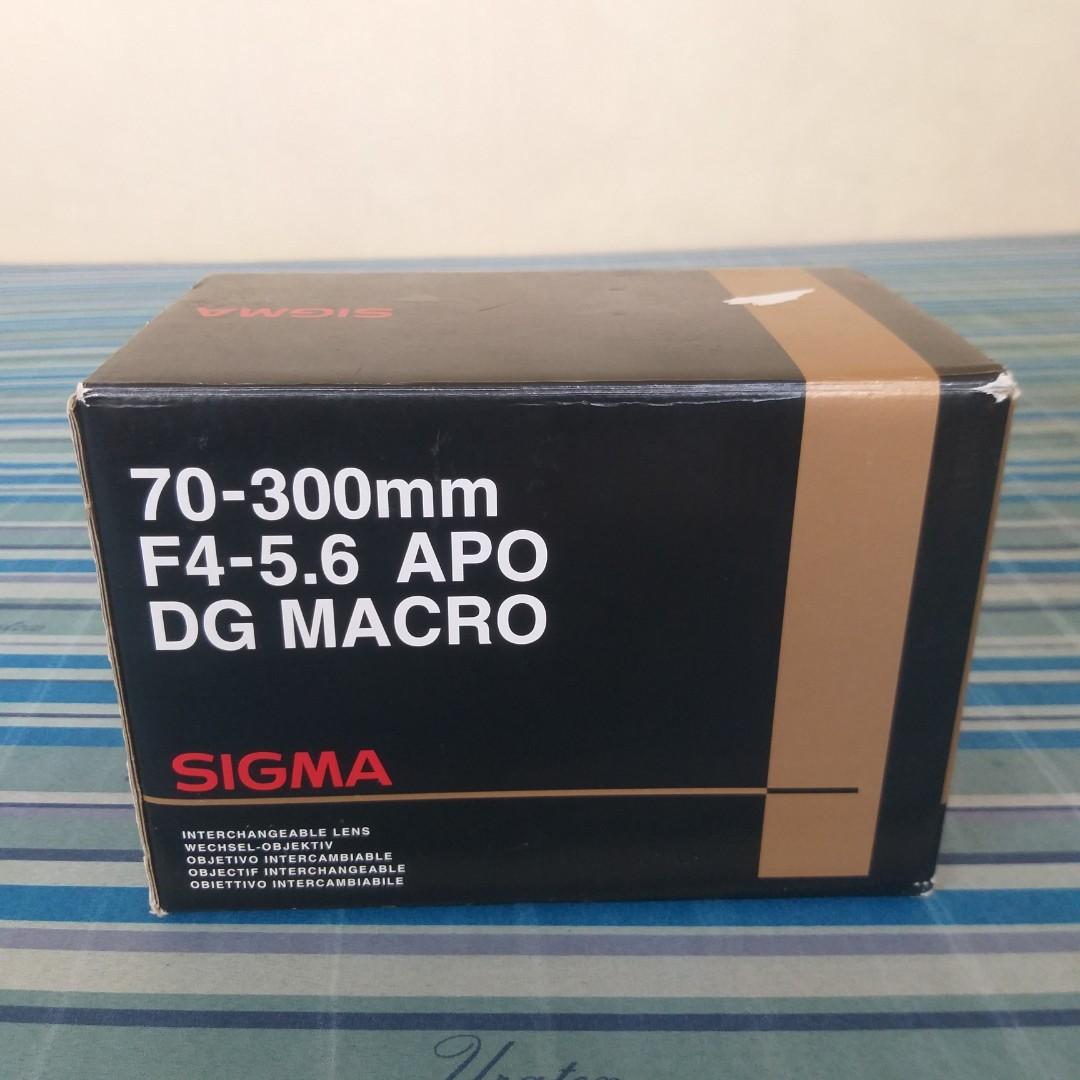 SIGMA
70-300mm
F4-5.6 APO
DG MACRO
SIGMA
INTERCHANGEABLE LENS
WECHSEL-OBJEKTIV
OBJETIVO INTERCAMBIABLE
OBJECTIF INTERCHANGEABLE
OBIETTIVO INTERCAMBIABILE